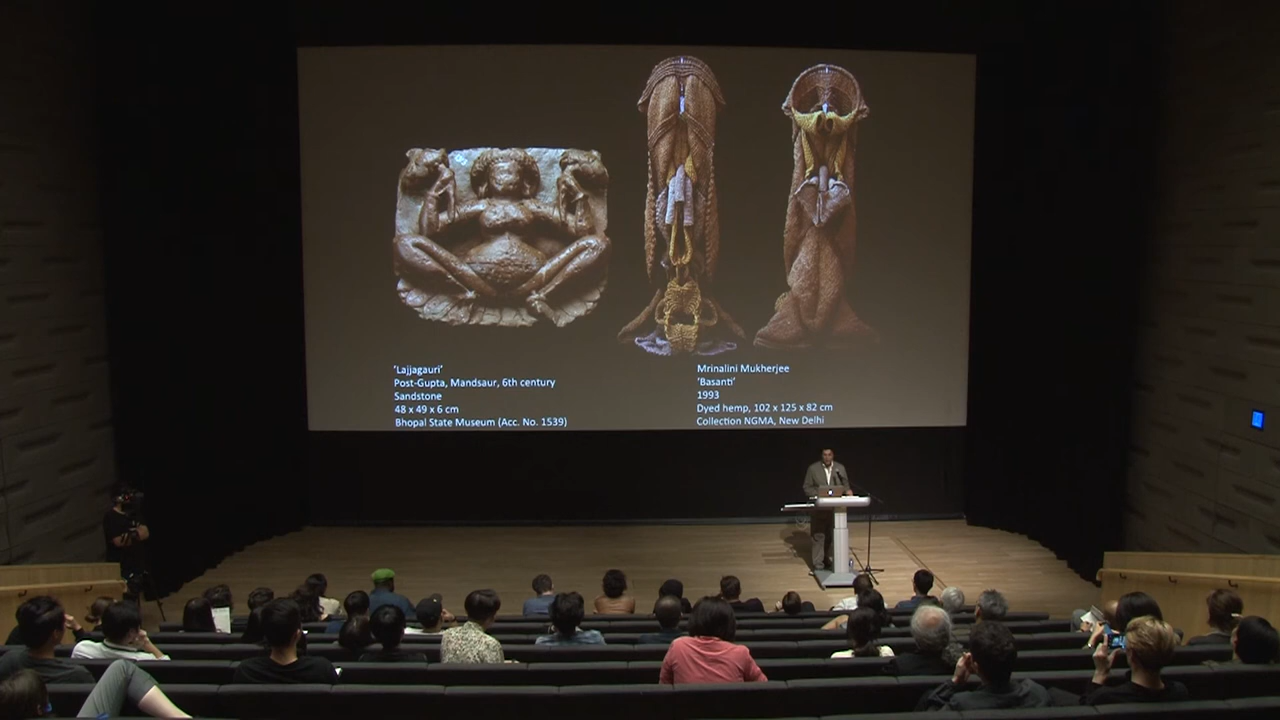 'Lajjagauri'
Post-Gupta, Mandsaur, 6th century
Sandstone
48 x 49 x 6 cm
Bhopal State Museum (Acc. No. 1539)
Mrinalini Mukherjee
'Basanti'
1993
Dyed hemp, 102 x 125 x 82 cm
Collection NGMA, New Delhi